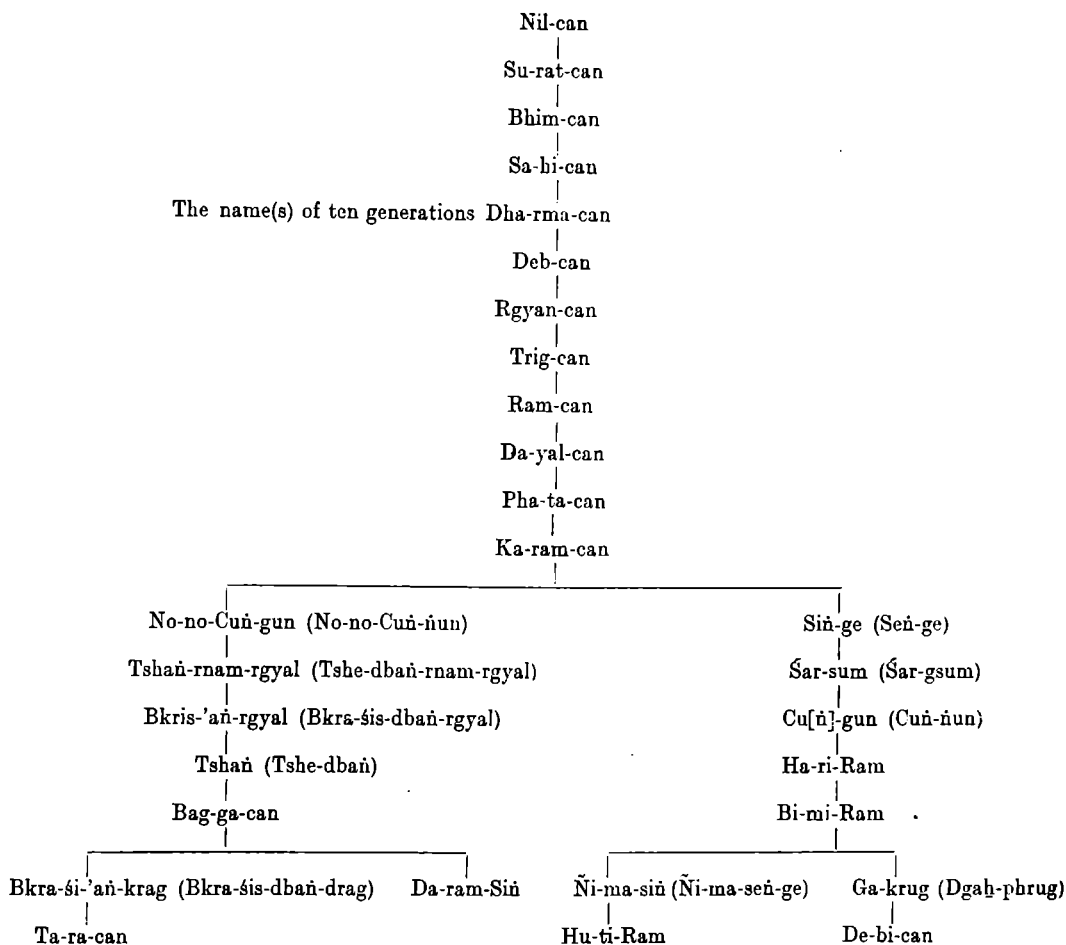 Ñil-can
Su-rat-can
Bhim-can
Sa-hi-can
The name(s) of ten generations Dha-rma-can
Deb-can
Rgyan-can
Trig-can
Ram-can
Da-yal-can
Pha-ta-can
Ka-ram-can
No-no-Cuṅ-gun (No-no-Cuṅ-ṅun) Siṅ-ge (Seṅ-ge)
Tshaṅ-rnam-rgyal (Tshe-dbaṅ-rnam-rgyal) Śar-sum (Śar-gsum)
Bkris-'aṅ-rgyal (Bkra-śis-dbaṅ-rgyal) Cu[ṅ]-gun (Cuṅ-ṅun)
Tshaṅ (Tshe-dbaṅ) Ha-ri-Ram
Bag-ga-can Bi-mi-Ram
Bkra-śi-'aṅ-krag (Bkra-śis-dbaṅ-drag) Da-ram-Siṅ Ñi-ma-siṅ (Ñi-ma-seṅ-ge) Ga-krug (Dgaḥ-phrug)
Ta-ra-can Hu-ti-Ram De-bi-can